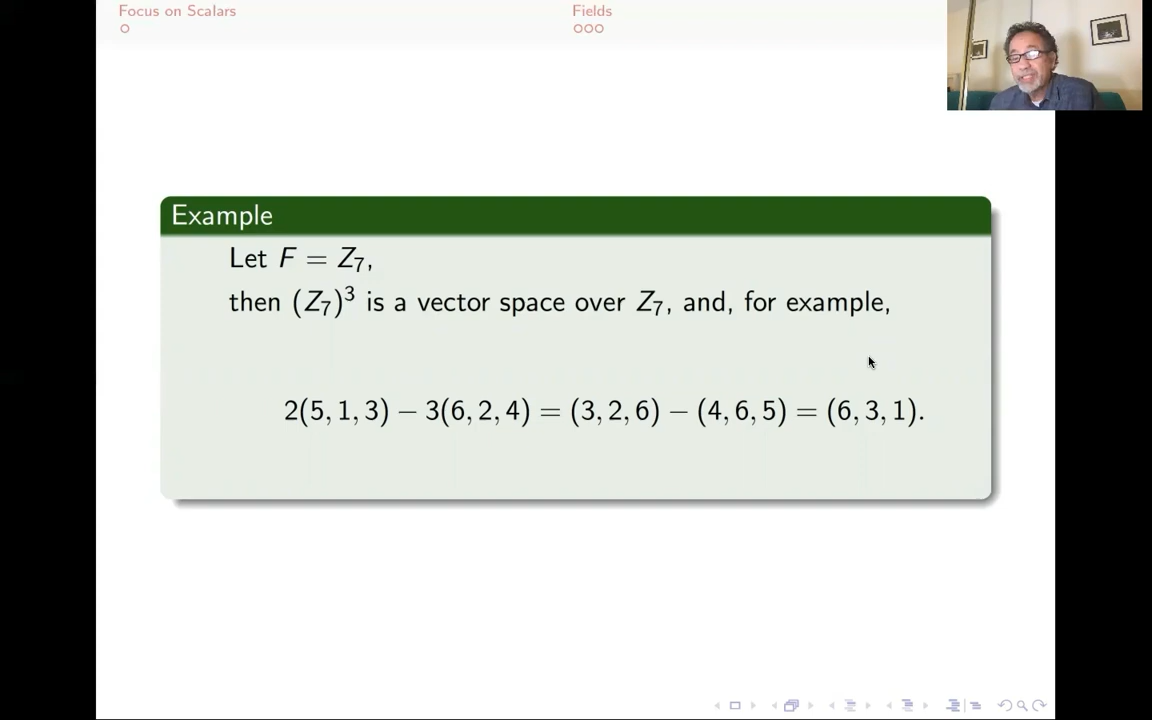 Focus on Scalars
Fields
Example
Let F = Z₇,
then (Z₇)³ is a vector space over Z₇, and, for example,
2(5, 1, 3) − 3(6, 2, 4) = (3, 2, 6) − (4, 6, 5) = (6, 3, 1).